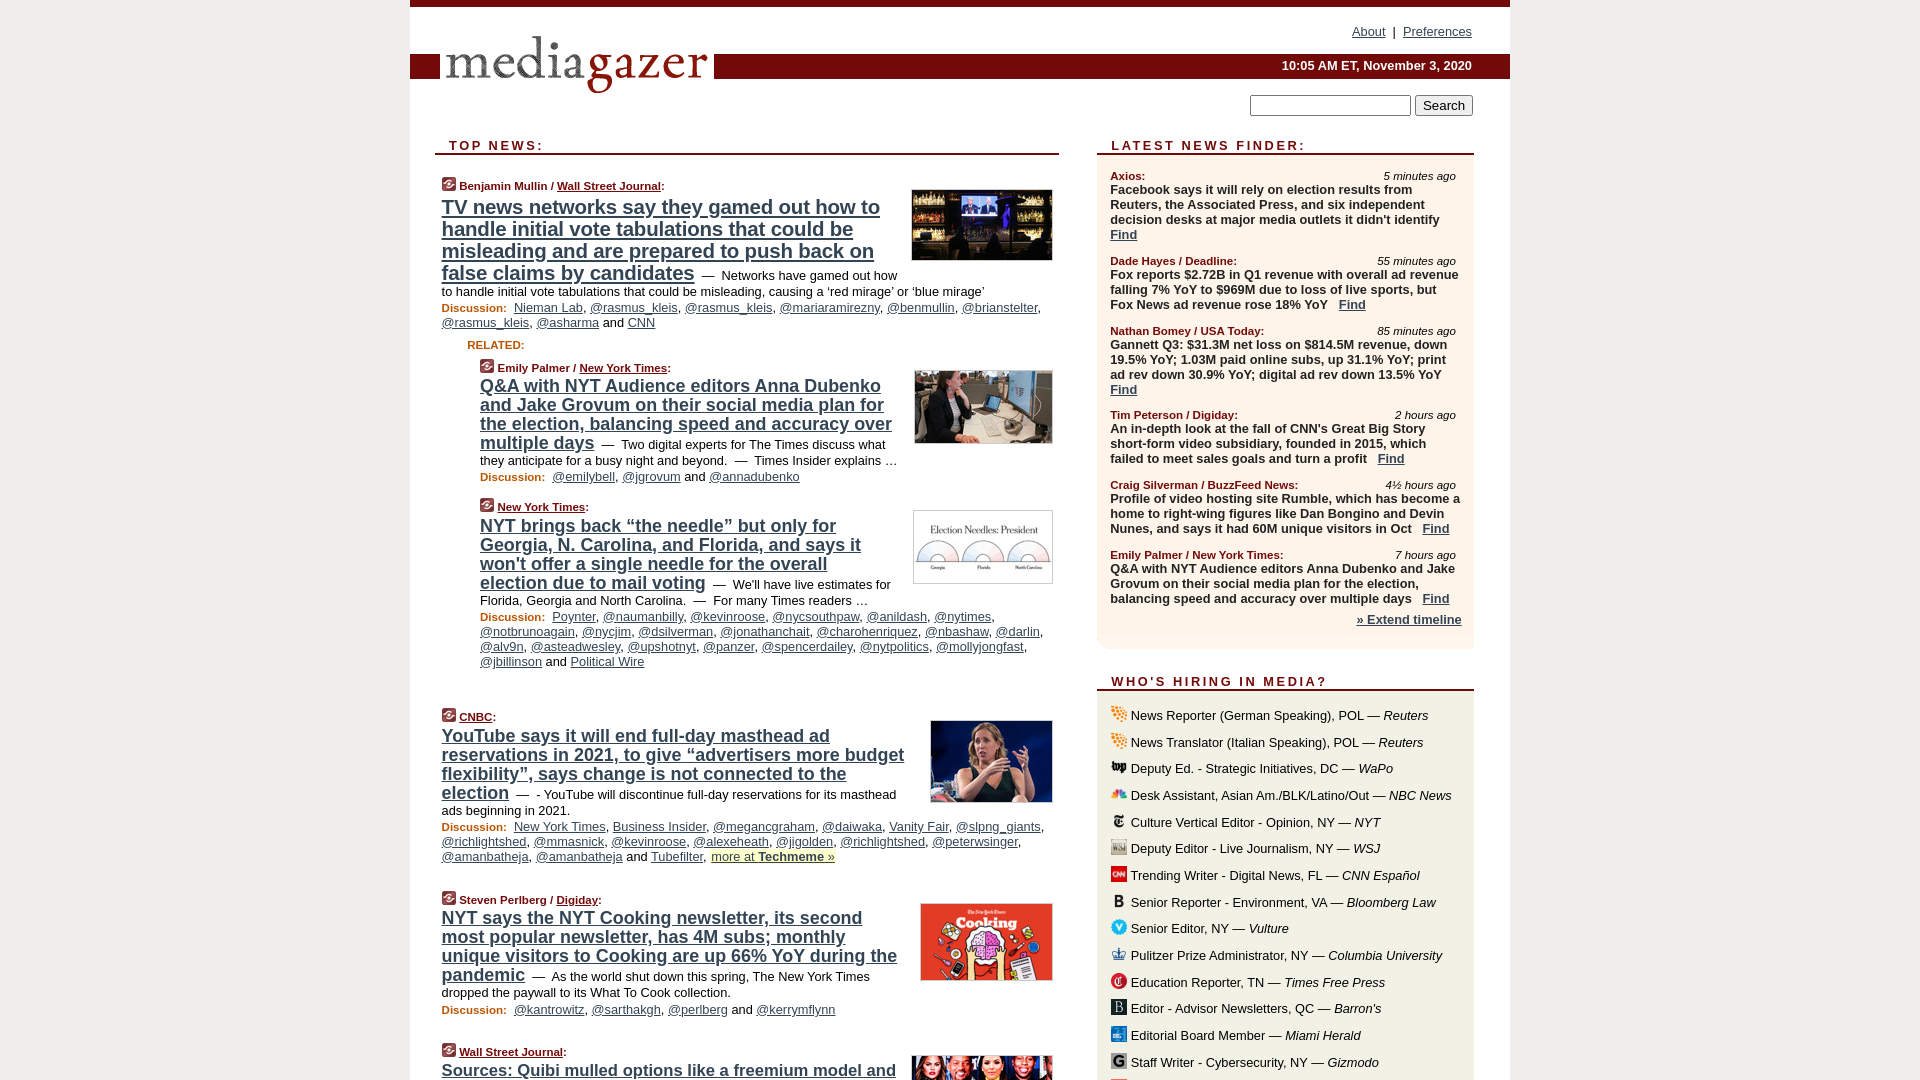 About | Preferences
mediagazer
10:05 AM ET, November 3, 2020
Search
TOP NEWS:
Benjamin Mullin / Wall Street Journal:
TV news networks say they gamed out how to
handle initial vote tabulations that could be
misleading and are prepared to push back on
false claims by candidates — Networks have gamed out how
to handle initial vote tabulations that could be misleading, causing a ‘red mirage’ or ‘blue mirage’
Discussion: Nieman Lab, @rasmus_kleis, @rasmus_kleis, @mariaramirezny, @benmullin, @brianstelter,
@rasmus_kleis, @asharma and CNN
RELATED:
Emily Palmer / New York Times:
Q&A with NYT Audience editors Anna Dubenko
and Jake Grovum on their social media plan for
the election, balancing speed and accuracy over
multiple days — Two digital experts for The Times discuss what
they anticipate for a busy night and beyond. — Times Insider explains …
Discussion: @emilybell, @jgrovum and @annadubenko
New York Times:
NYT brings back “the needle” but only for
Georgia, N. Carolina, and Florida, and says it
won't offer a single needle for the overall
election due to mail voting — We'll have live estimates for
Florida, Georgia and North Carolina. — For many Times readers …
Election Needles: President
Georgia Florida North Carolina
Discussion: Poynter, @naumanbilly, @kevinroose, @nycsouthpaw, @anildash, @nytimes,
@notbrunoagain, @nycjim, @dsilverman, @jonathanchait, @charohenriquez, @nbashaw, @darlin,
@alv9n, @asteadwesley, @upshotnyt, @panzer, @spencerdailey, @nytpolitics, @mollyjongfast,
@jbillinson and Political Wire
CNBC:
YouTube says it will end full-day masthead ad
reservations in 2021, to give “advertisers more budget
flexibility”, says change is not connected to the
election — - YouTube will discontinue full-day reservations for its masthead
ads beginning in 2021.
Discussion: New York Times, Business Insider, @megancgraham, @daiwaka, Vanity Fair, @slpng_giants,
@richlightshed, @mmasnick, @kevinroose, @alexeheath, @jigolden, @richlightshed, @peterwsinger,
@amanbatheja, @amanbatheja and Tubefilter, more at Techmeme »
Steven Perlberg / Digiday:
NYT says the NYT Cooking newsletter, its second
most popular newsletter, has 4M subs; monthly
unique visitors to Cooking are up 66% YoY during the
pandemic — As the world shut down this spring, The New York Times
dropped the paywall to its What To Cook collection.
The New York Times
Cooking
Discussion: @kantrowitz, @sarthakgh, @perlberg and @kerrymflynn
Wall Street Journal:
Sources: Quibi mulled options like a freemium model and
LATEST NEWS FINDER:
Axios: 5 minutes ago
Facebook says it will rely on election results from
Reuters, the Associated Press, and six independent
decision desks at major media outlets it didn't identify
Find
Dade Hayes / Deadline: 55 minutes ago
Fox reports $2.72B in Q1 revenue with overall ad revenue
falling 7% YoY to $969M due to loss of live sports, but
Fox News ad revenue rose 18% YoY Find
Nathan Bomey / USA Today: 85 minutes ago
Gannett Q3: $31.3M net loss on $814.5M revenue, down
19.5% YoY; 1.03M paid online subs, up 31.1% YoY; print
ad rev down 30.9% YoY; digital ad rev down 13.5% YoY
Find
Tim Peterson / Digiday: 2 hours ago
An in-depth look at the fall of CNN's Great Big Story
short-form video subsidiary, founded in 2015, which
failed to meet sales goals and turn a profit Find
Craig Silverman / BuzzFeed News: 4½ hours ago
Profile of video hosting site Rumble, which has become a
home to right-wing figures like Dan Bongino and Devin
Nunes, and says it had 60M unique visitors in Oct Find
Emily Palmer / New York Times: 7 hours ago
Q&A with NYT Audience editors Anna Dubenko and Jake
Grovum on their social media plan for the election,
balancing speed and accuracy over multiple days Find
» Extend timeline
WHO'S HIRING IN MEDIA?
News Reporter (German Speaking), POL — Reuters
News Translator (Italian Speaking), POL — Reuters
wp Deputy Ed. - Strategic Initiatives, DC — WaPo
Desk Assistant, Asian Am./BLK/Latino/Out — NBC News
T Culture Vertical Editor - Opinion, NY — NYT
WSJ Deputy Editor - Live Journalism, NY — WSJ
CNN Trending Writer - Digital News, FL — CNN Español
B Senior Reporter - Environment, VA — Bloomberg Law
Senior Editor, NY — Vulture
Pulitzer Prize Administrator, NY — Columbia University
Education Reporter, TN — Times Free Press
B Editor - Advisor Newsletters, QC — Barron's
Editorial Board Member — Miami Herald
G Staff Writer - Cybersecurity, NY — Gizmodo